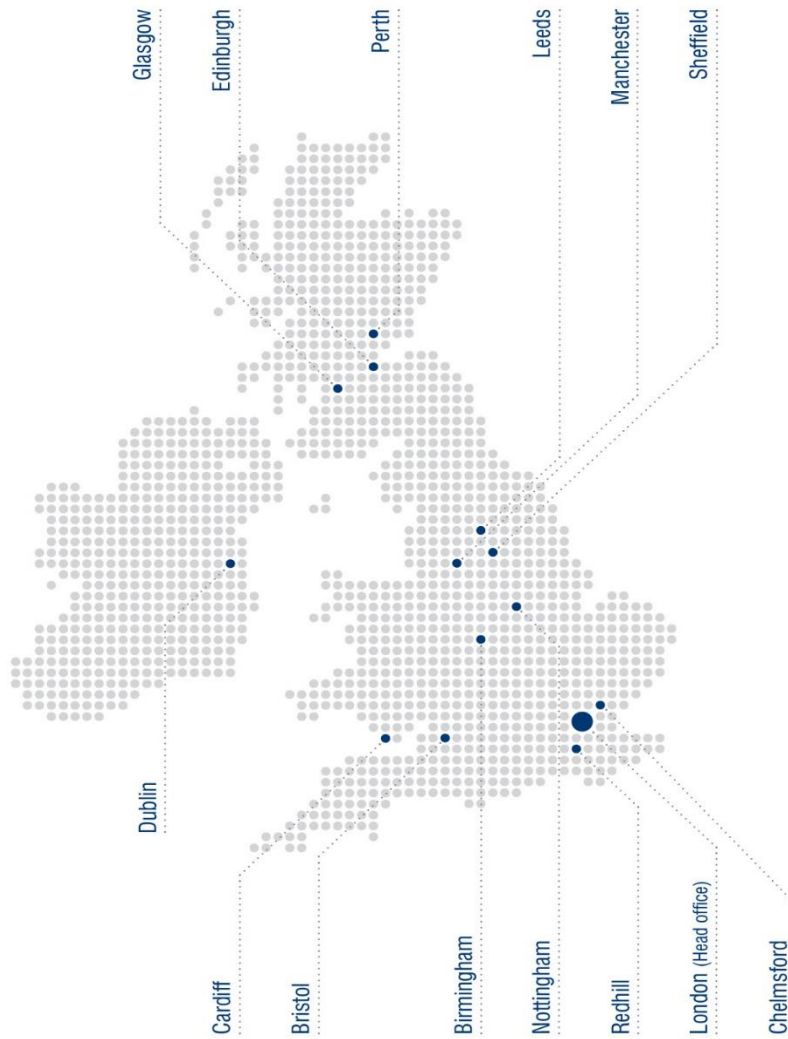 Glasgow
Edinburgh
Perth
Leeds
Manchester
Sheffield
Dublin
Cardiff
Bristol
Birmingham
Nottingham
Redhill
London (Head office)
Chelmsford